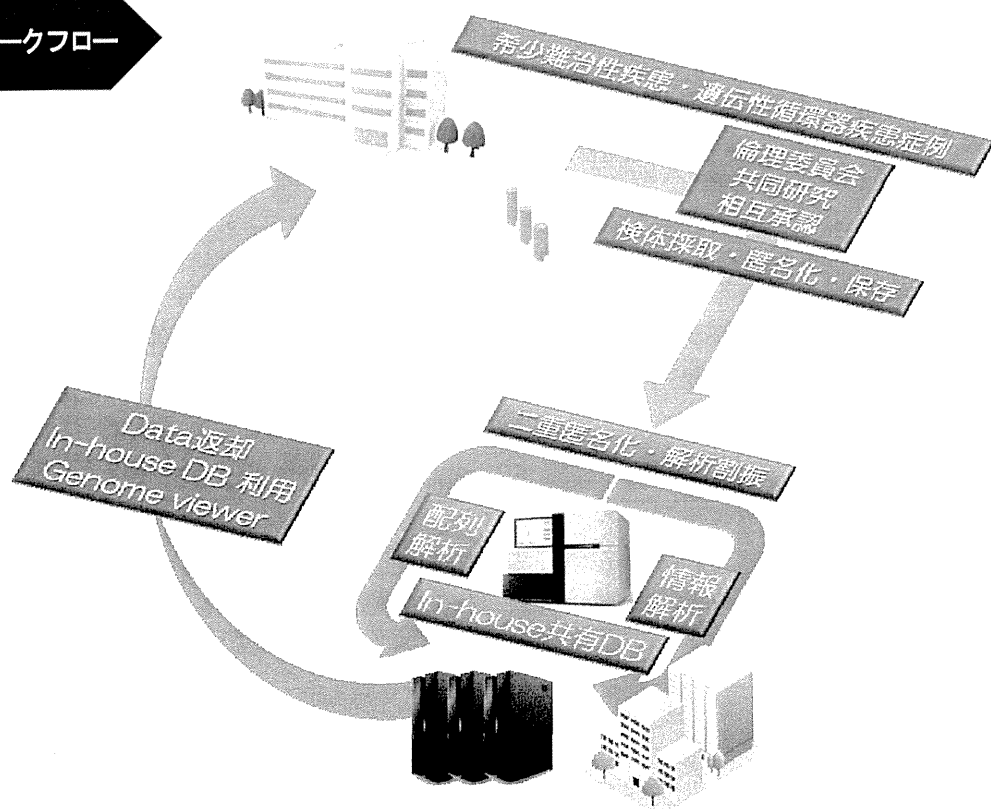 ークフロー
希少難治性疾患・遺伝性循環器疾患症例
倫理委員会
共同研究
相互承認
検体採取・匿名化・保存
二重匿名化・解析割振
配列
解析
情報
解析
In-house共有DB
Data返却
In-house DB 利用
Genome viewer